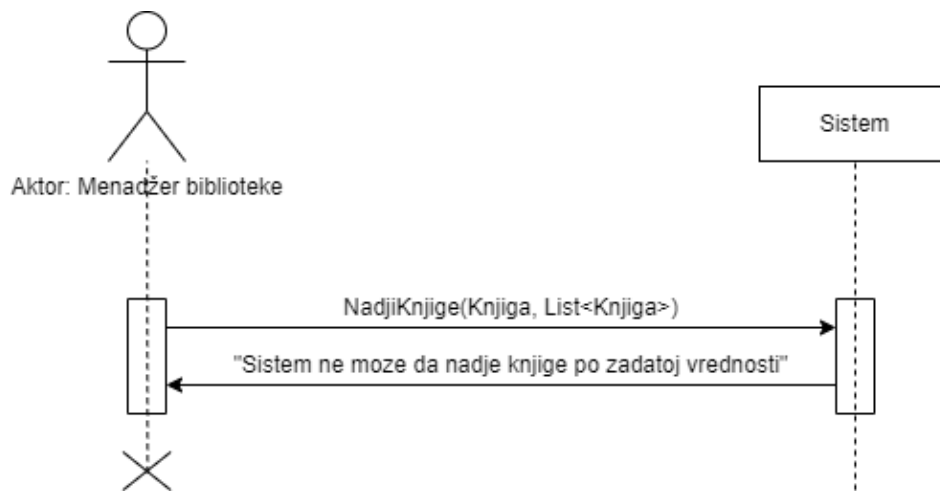 Sistem
Aktor: Menadžer biblioteke
NadjiKnjige(Knjiga, List<Knjiga>)
"Sistem ne moze da nadje knjige po zadatoj vrednosti"